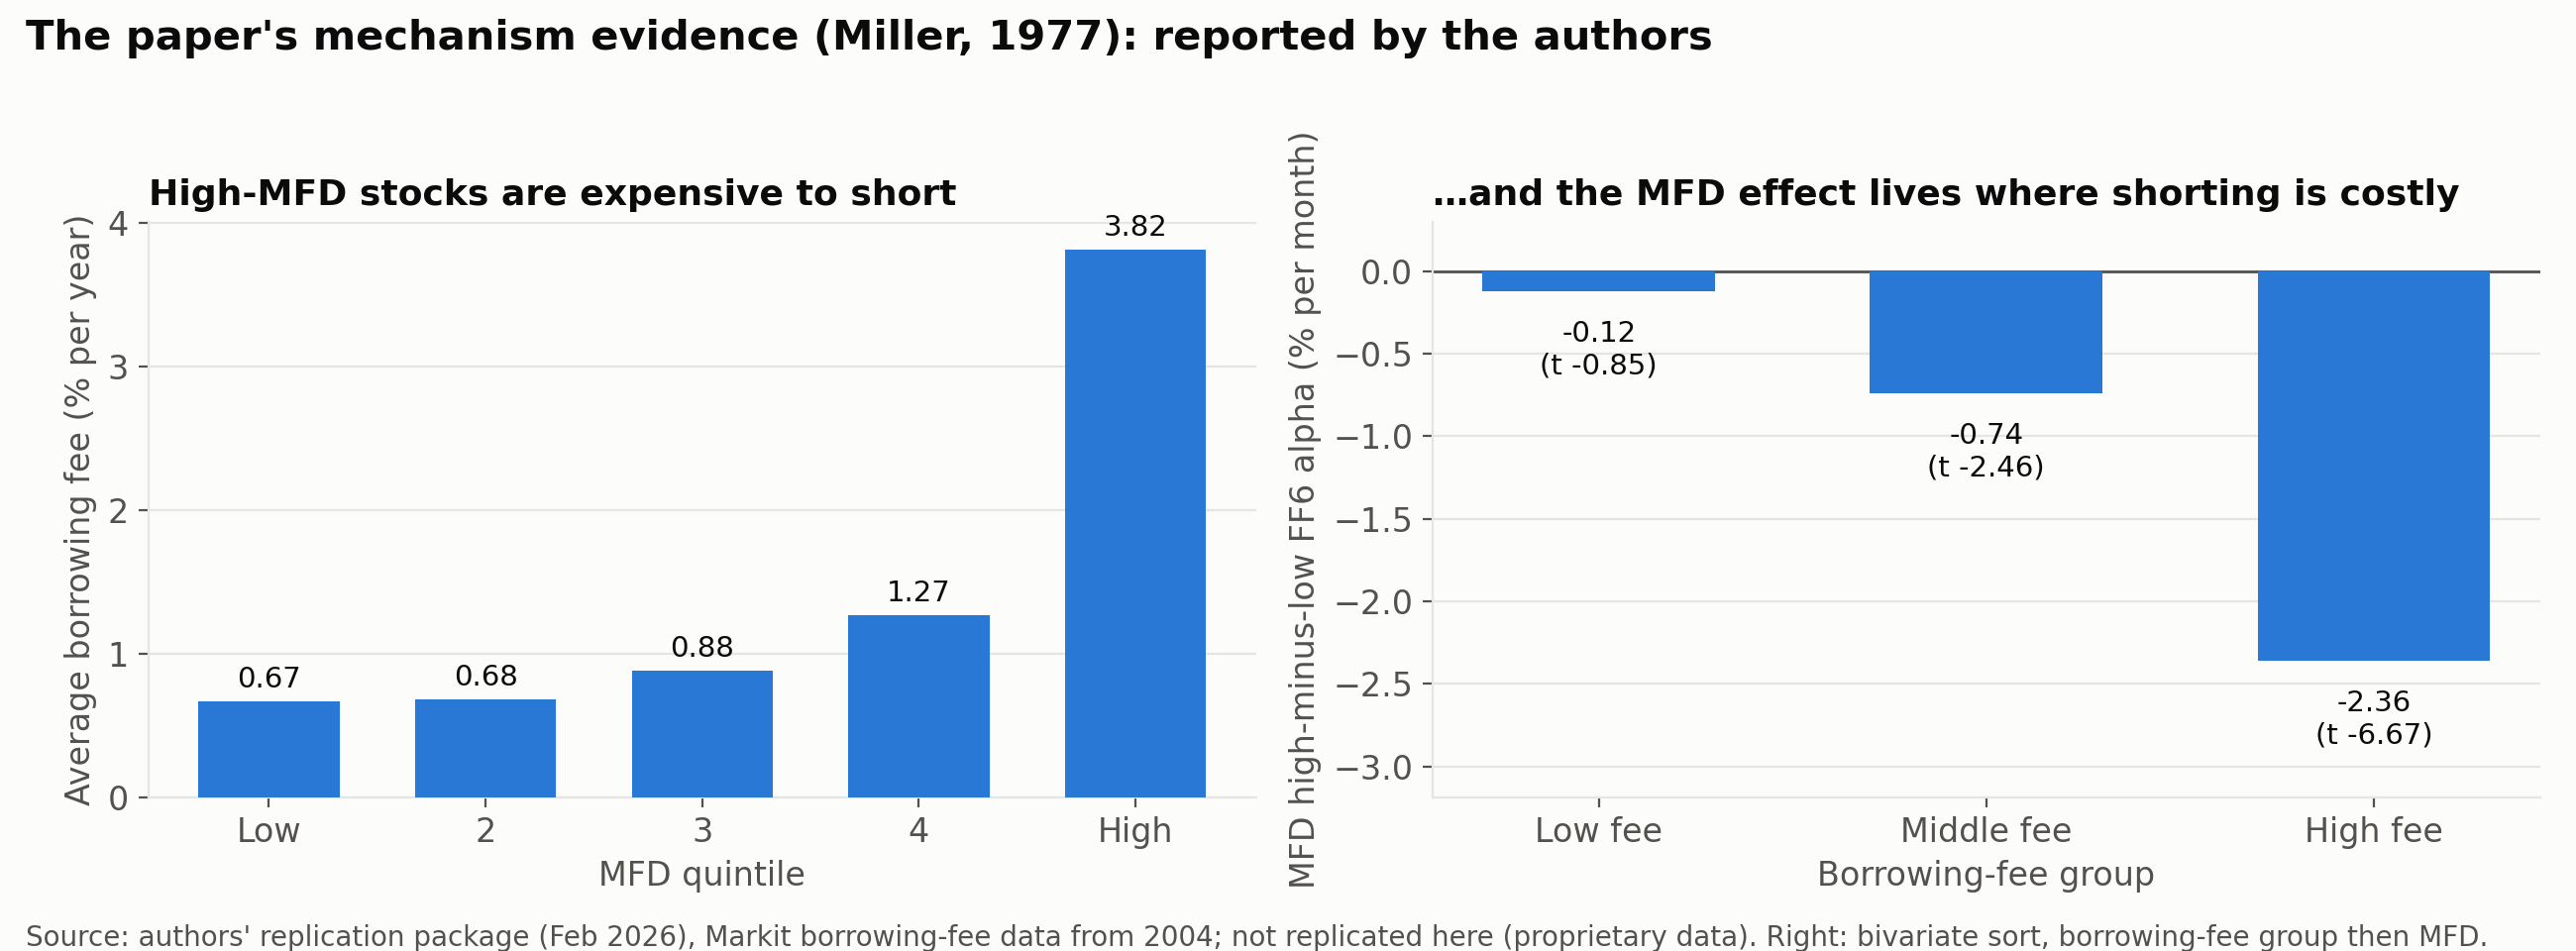 The paper's mechanism evidence (Miller, 1977): reported by the authors
High-MFD stocks are expensive to short
Average borrowing fee (% per year)
4
3
2
1
0
0.67
0.68
0.88
1.27
3.82
Low
2
3
4
High
MFD quintile
…and the MFD effect lives where shorting is costly
MFD high-minus-low FF6 alpha (% per month)
0.0
−0.5
−1.0
−1.5
−2.0
−2.5
−3.0
-0.12
(t -0.85)
-0.74
(t -2.46)
-2.36
(t -6.67)
Low fee
Middle fee
High fee
Borrowing-fee group
Source: authors' replication package (Feb 2026), Markit borrowing-fee data from 2004; not replicated here (proprietary data). Right: bivariate sort, borrowing-fee group then MFD.